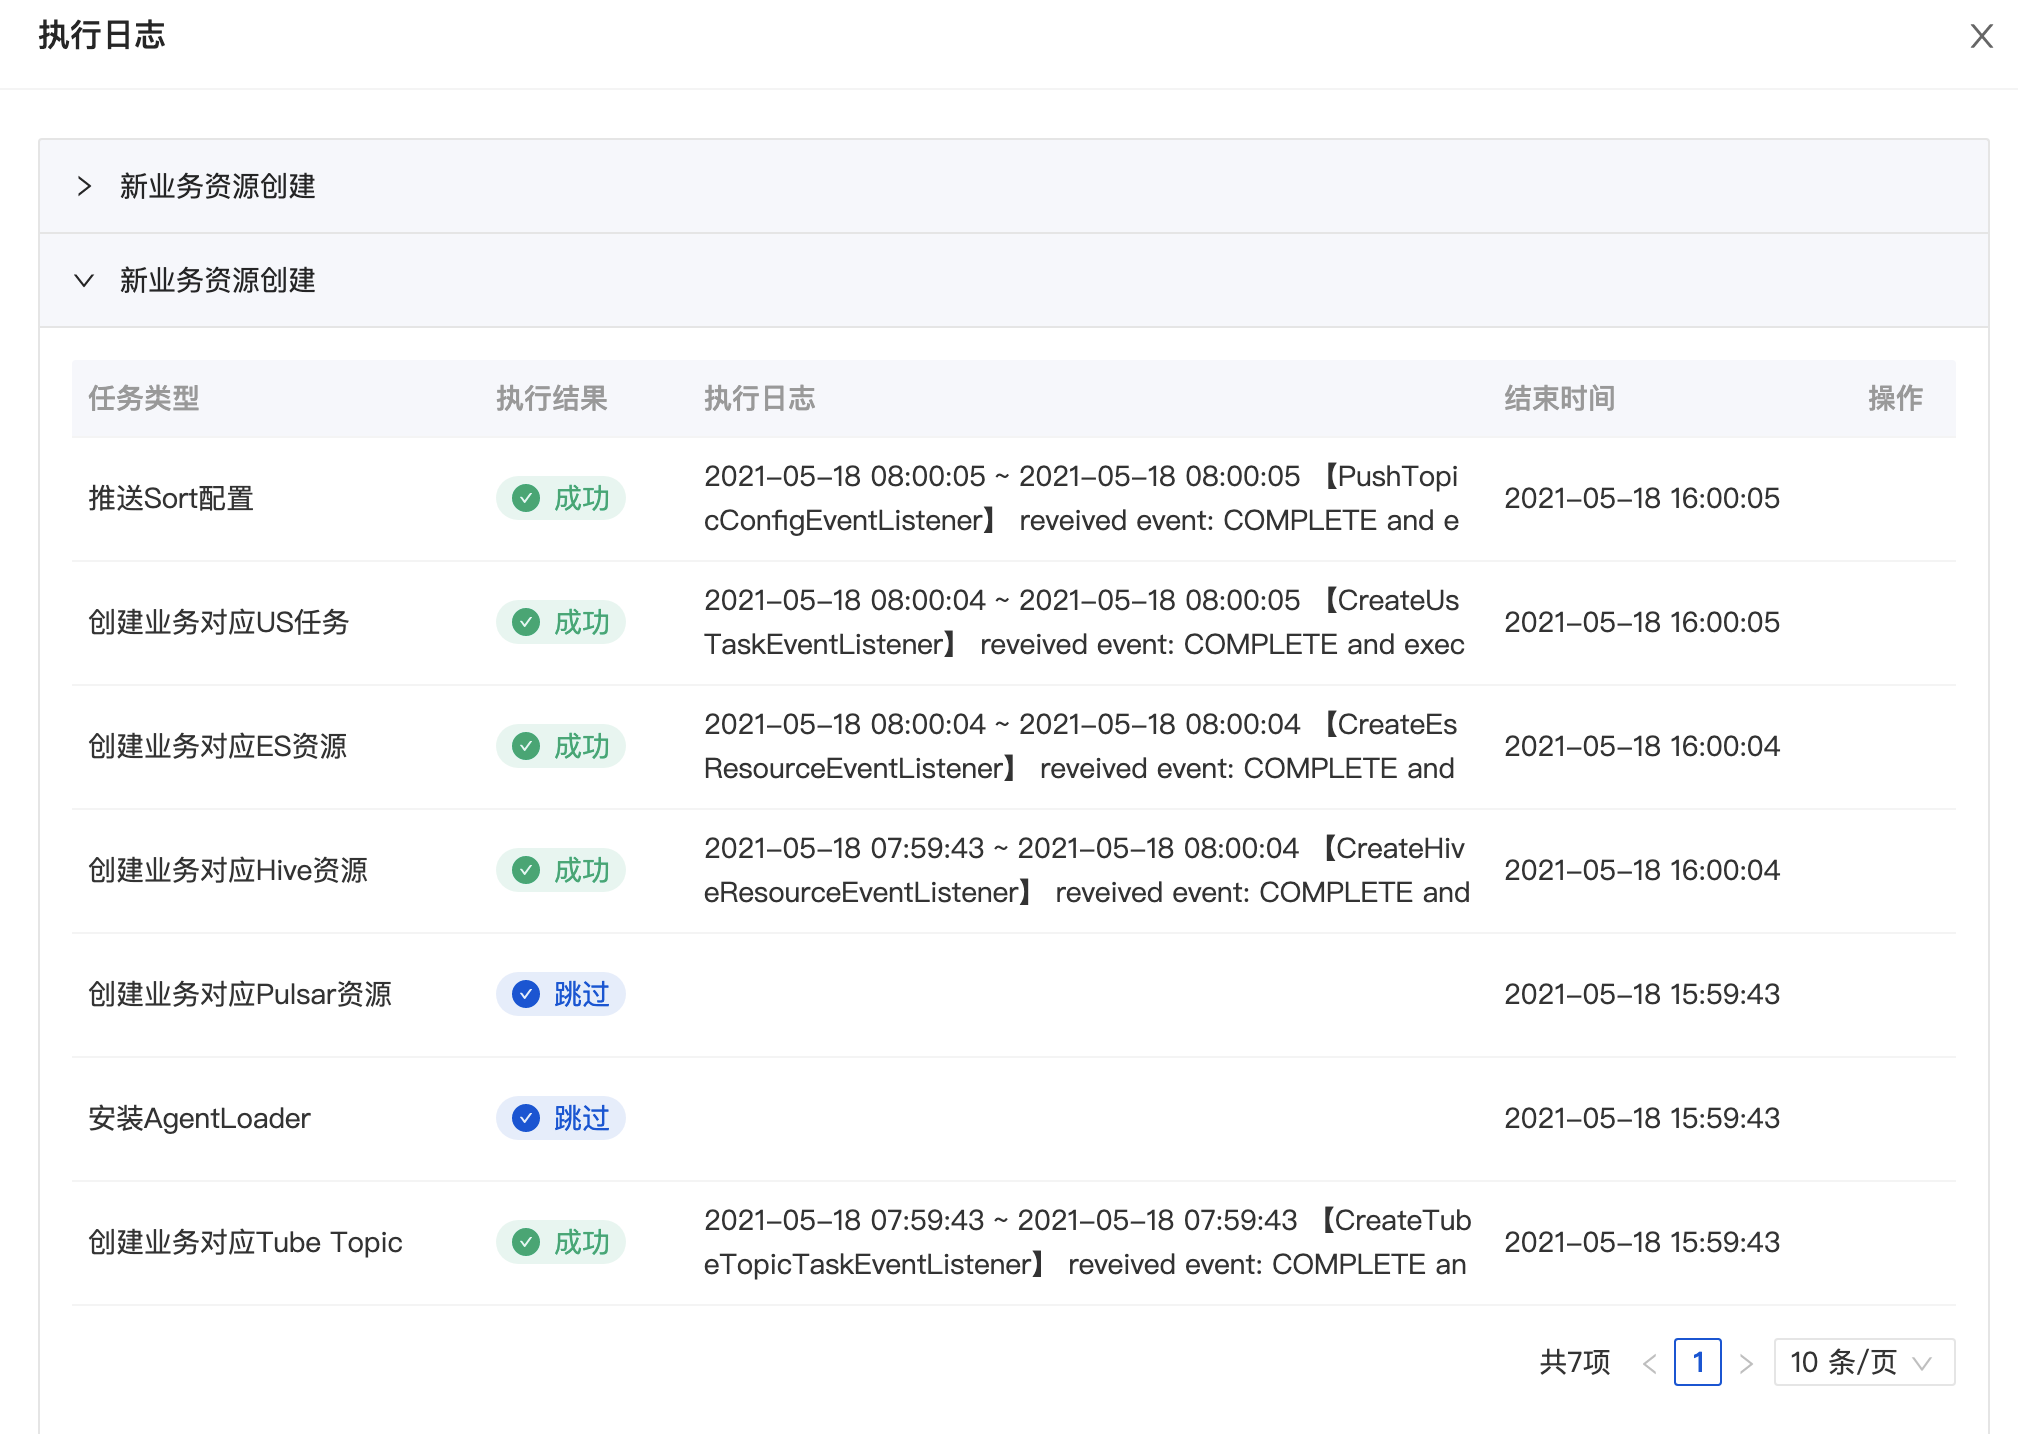 执行日志
新业务资源创建
新业务资源创建
任务类型 执行结果 执行日志 结束时间 操作
推送Sort配置 成功 2021-05-18 08:00:05 ~ 2021-05-18 08:00:05 【PushTopi
cConfigEventListener】 reveived event: COMPLETE and e 2021-05-18 16:00:05
创建业务对应US任务 成功 2021-05-18 08:00:04 ~ 2021-05-18 08:00:05 【CreateUs
TaskEventListener】 reveived event: COMPLETE and exec 2021-05-18 16:00:05
创建业务对应ES资源 成功 2021-05-18 08:00:04 ~ 2021-05-18 08:00:04 【CreateEs
ResourceEventListener】 reveived event: COMPLETE and 2021-05-18 16:00:04
创建业务对应Hive资源 成功 2021-05-18 07:59:43 ~ 2021-05-18 08:00:04 【CreateHiv
eResourceEventListener】 reveived event: COMPLETE and 2021-05-18 16:00:04
创建业务对应Pulsar资源 跳过 2021-05-18 15:59:43
安装AgentLoader 跳过 2021-05-18 15:59:43
创建业务对应Tube Topic 成功 2021-05-18 07:59:43 ~ 2021-05-18 07:59:43 【CreateTub
eTopicTaskEventListener】 reveived event: COMPLETE an 2021-05-18 15:59:43
共7项 1 10 条/页